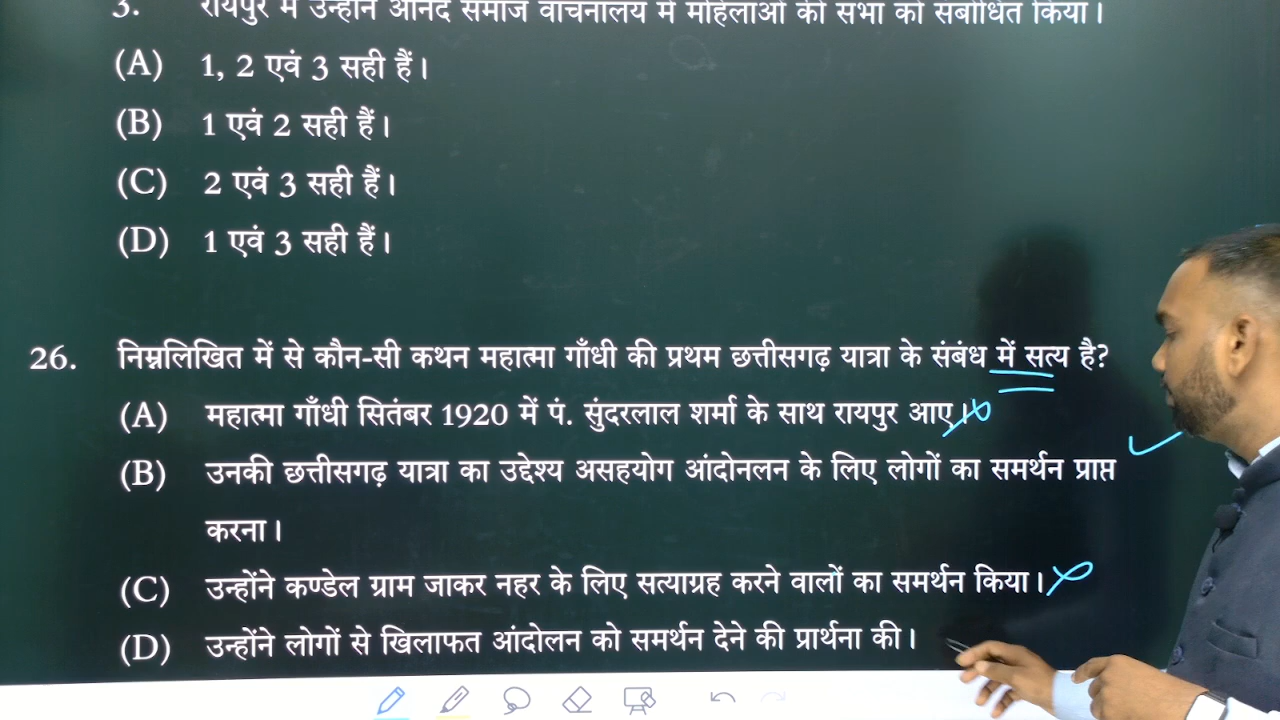 3. रायपुर में उन्होंने आनंद समाज वाचनालय में महिलाओं की सभा को संबोधित किया।
(A) 1, 2 एवं 3 सही हैं।
(B) 1 एवं 2 सही हैं।
(C) 2 एवं 3 सही हैं।
(D) 1 एवं 3 सही हैं।
26. निम्नलिखित में से कौन-सी कथन महात्मा गाँधी की प्रथम छत्तीसगढ़ यात्रा के संबंध में सत्य है?
(A) महात्मा गाँधी सितंबर 1920 में पं. सुंदरलाल शर्मा के साथ रायपुर आए।
(B) उनकी छत्तीसगढ़ यात्रा का उद्देश्य असहयोग आंदोनलन के लिए लोगों का समर्थन प्राप्त
करना।
(C) उन्होंने कण्डेल ग्राम जाकर नहर के लिए सत्याग्रह करने वालों का समर्थन किया।
(D) उन्होंने लोगों से खिलाफत आंदोलन को समर्थन देने की प्रार्थना की।